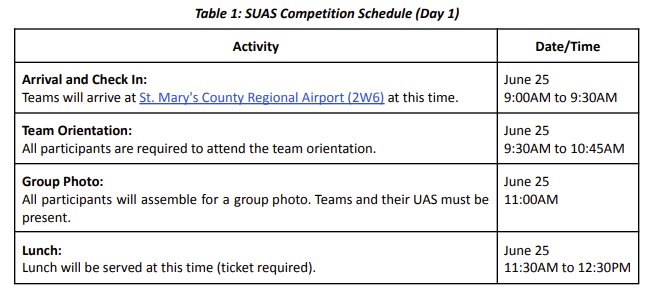 Table 1: SUAS Competition Schedule (Day 1)
Activity
Date/Time
Arrival and Check In:
Teams will arrive at St. Mary's County Regional Airport (2W6) at this time.
June 25
9:00AM to 9:30AM
Team Orientation:
All participants are required to attend the team orientation.
June 25
9:30AM to 10:45AM
Group Photo:
All participants will assemble for a group photo. Teams and their UAS must be
present.
June 25
11:00AM
Lunch:
Lunch will be served at this time (ticket required).
June 25
11:30AM to 12:30PM